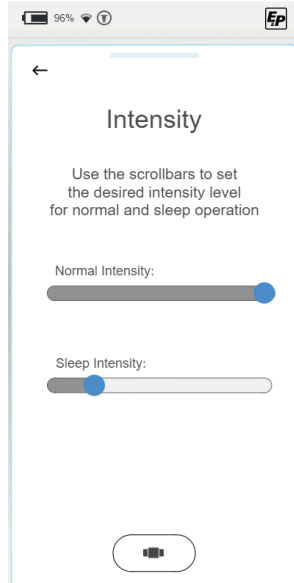 96%
EP
Intensity
Use the scrollbars to set
the desired intensity level
for normal and sleep operation
Normal Intensity:
Sleep Intensity: